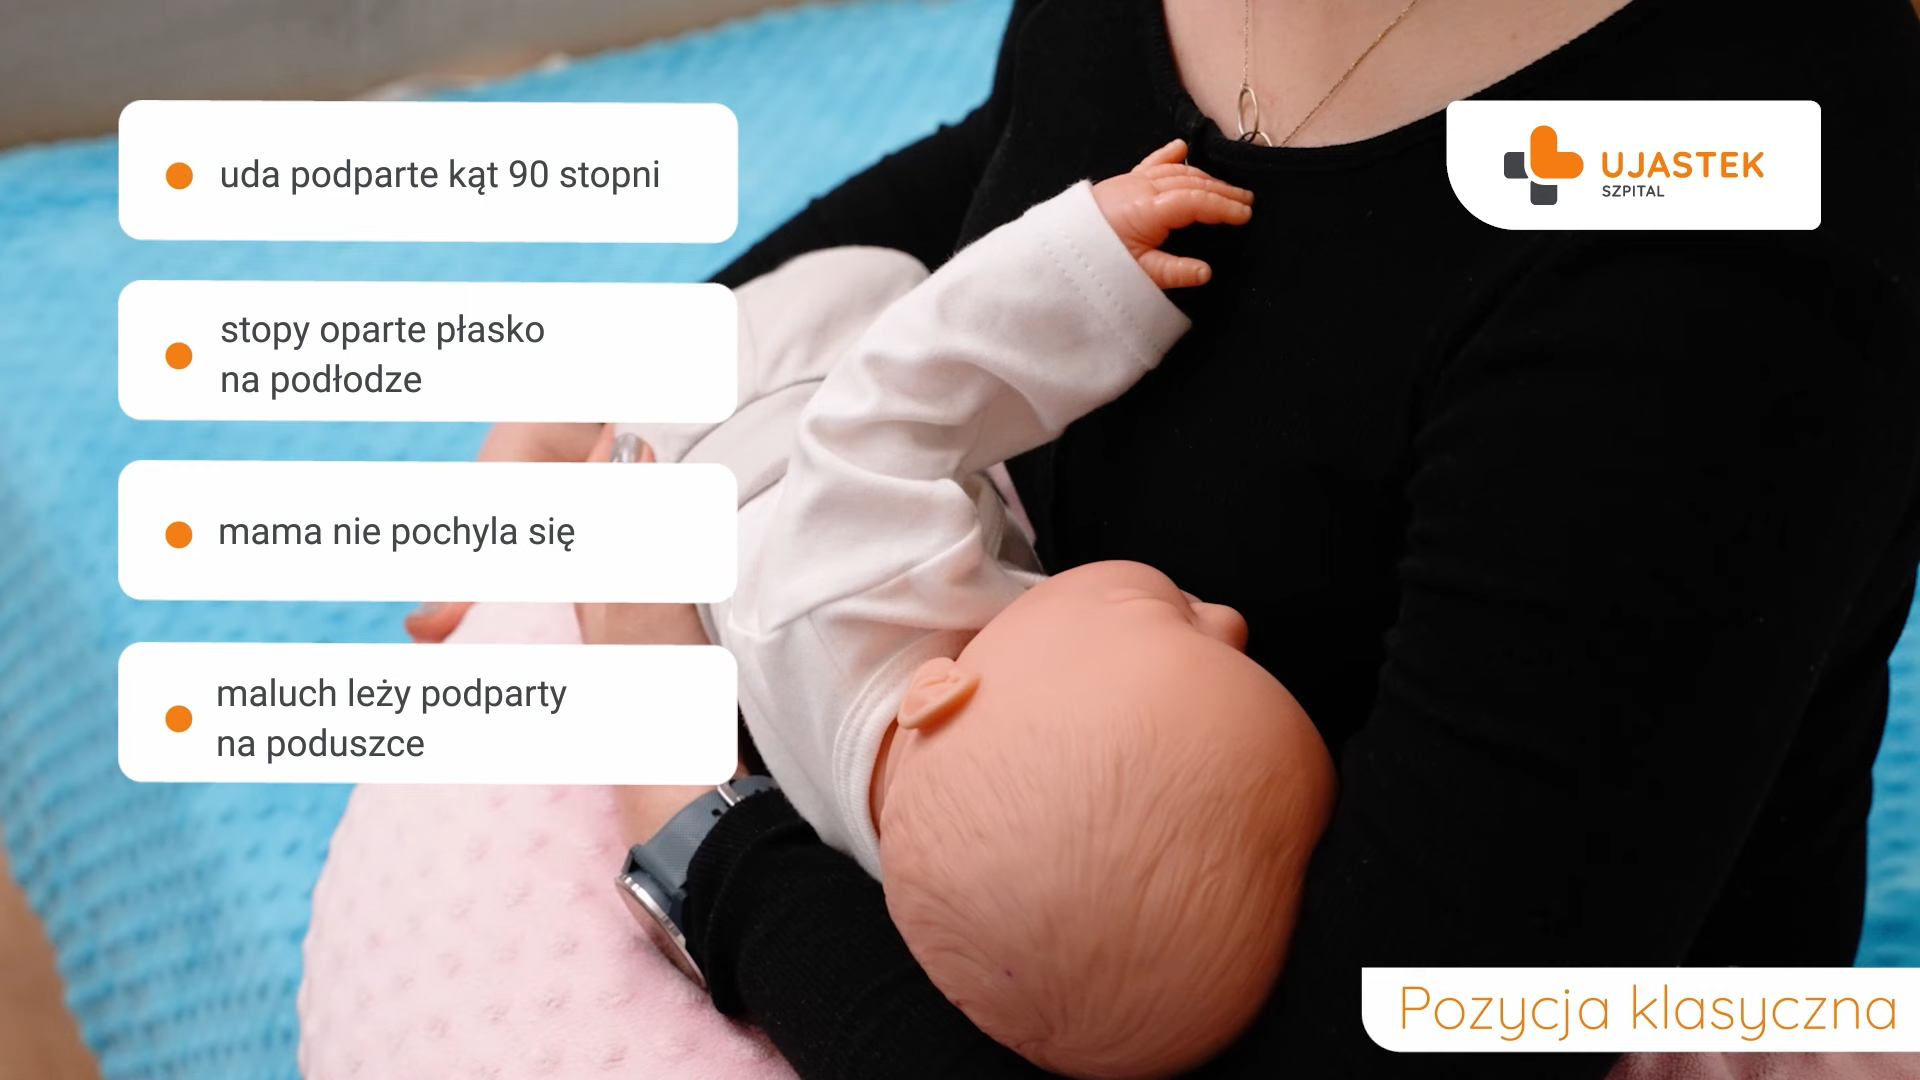 uda podparte kąt 90 stopni
stopy oparte płasko
na podłodze
mama nie pochyla się
maluch leży podparty
na poduszce
UJASTEK
SZPITAL
Pozycja klasyczna